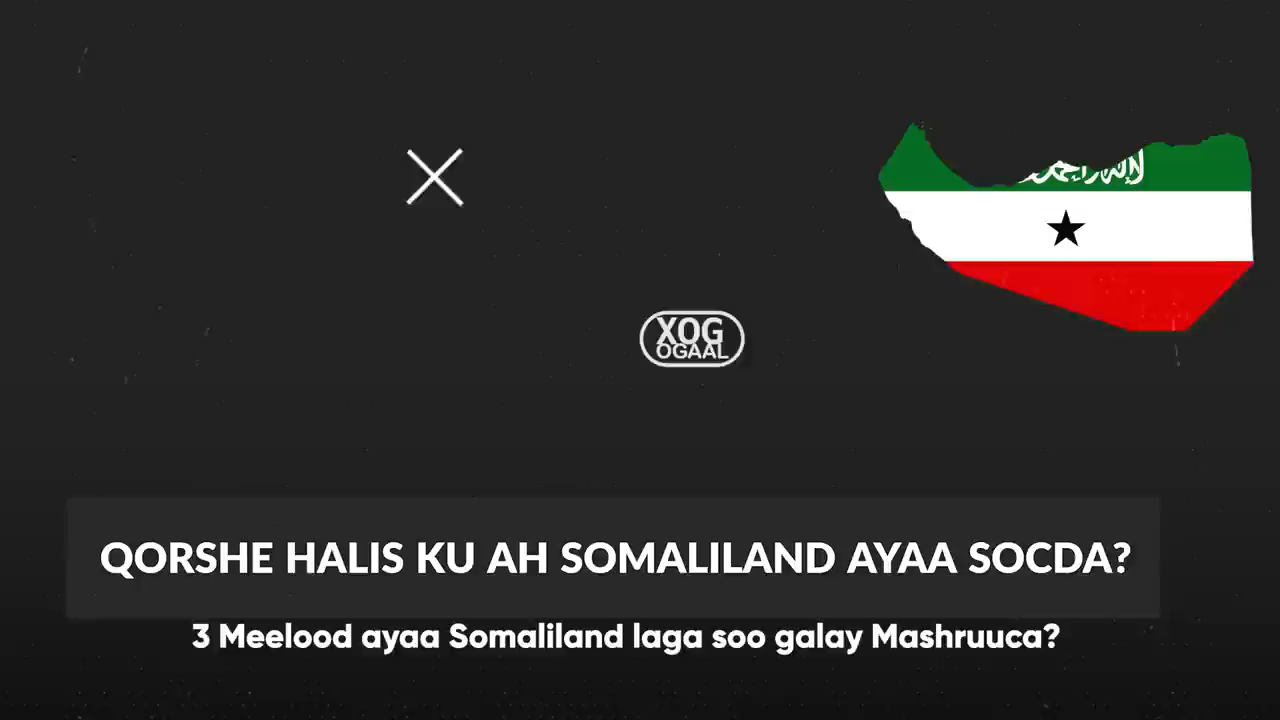 XOG
OGAAL
QORSHE HALIS KU AH SOMALILAND AYAA SOCDA?
3 Meelood ayaa Somaliland laga soo galay Mashruuca?